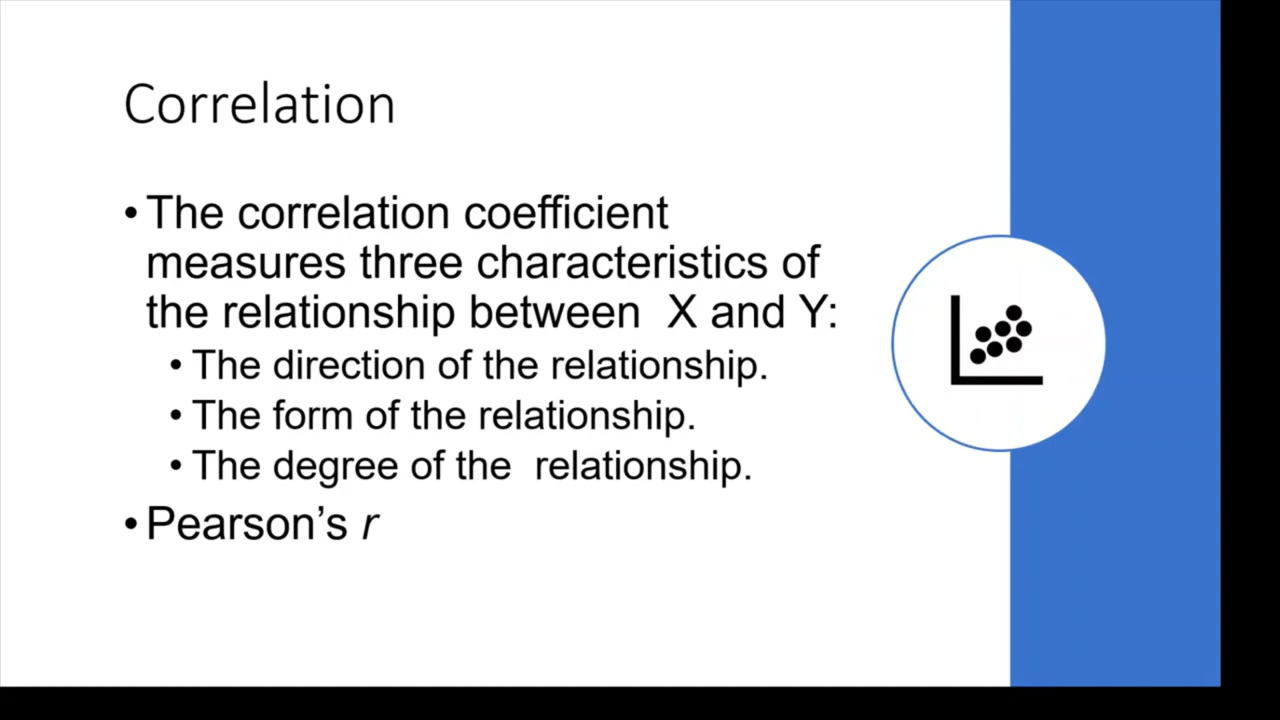 Correlation
• The correlation coefficient
measures three characteristics of
the relationship between  X and Y:
• The direction of the relationship.
• The form of the relationship.
• The degree of the  relationship.
• Pearson’s r